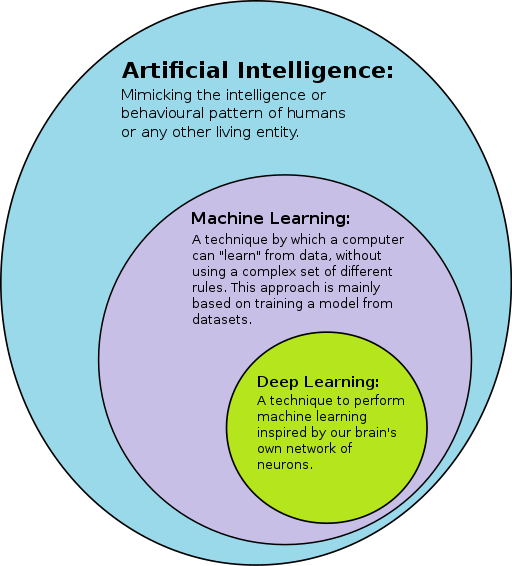 Artificial Intelligence:
Mimicking the intelligence or
behavioural pattern of humans
or any other living entity.
Machine Learning:
A technique by which a computer
can "learn" from data, without
using a complex set of different
rules. This approach is mainly
based on training a model from
datasets.
Deep Learning:
A technique to perform
machine learning
inspired by our brain's
own network of
neurons.